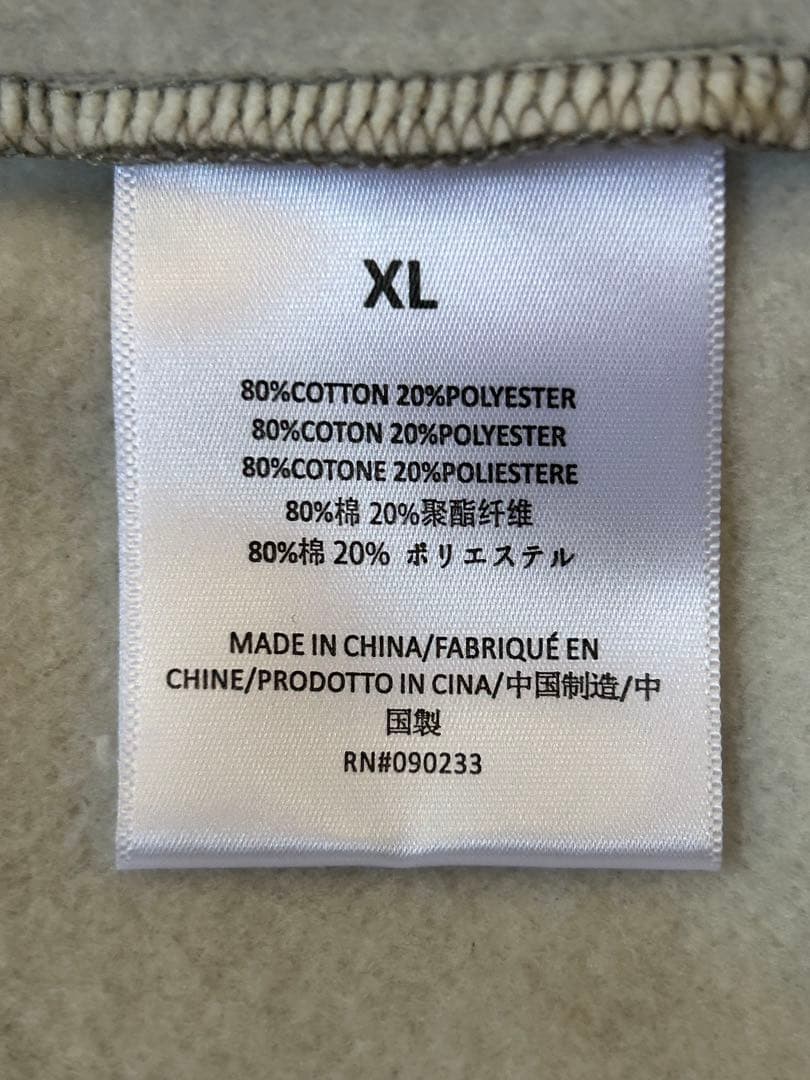 XL
80%COTTON 20%POLYESTER
80%COTON 20%POLYESTER
80%COTONE 20%POLIESTERE
80%棉 20%聚酯纤维
80%棉 20% ポリエステル
MADE IN CHINA/FABRIQUÉ EN
CHINE/PRODOTTO IN CINA/中国制造/中
国製
RN#090233